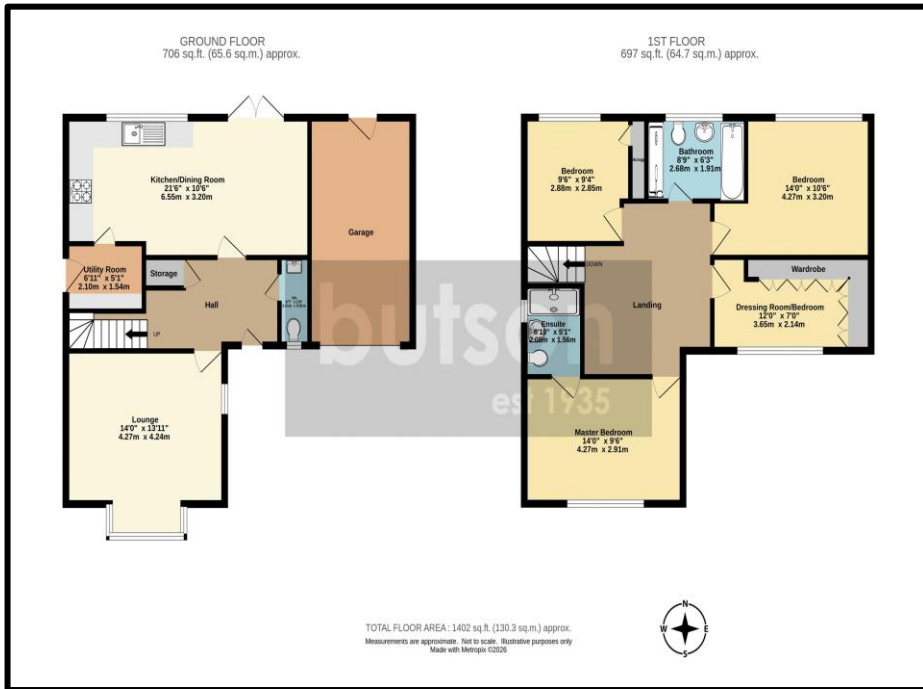 GROUND FLOOR
706 sq.ft. (65.6 sq.m.) approx.
Kitchen/Dining Room
21'6" x 10'6"
6.55m x 3.20m
Garage
Utility Room
6'11" x 5'1"
2.10m x 1.54m
Storage
Hall
UP
Lounge
14'0" x 13'11"
4.27m x 4.24m
1ST FLOOR
697 sq.ft. (64.7 sq.m.) approx.
Bedroom
9'6" x 9'4"
2.88m x 2.85m
Bathroom
8'9" x 6'3"
2.68m x 1.91m
Bedroom
14'0" x 10'6"
4.27m x 3.20m
DOWN
Landing
Wardrobe
Dressing Room/Bedroom
12'0" x 7'0"
3.65m x 2.14m
Ensuite
Master Bedroom
14'0" x 9'6"
4.27m x 2.91m
est 1935
TOTAL FLOOR AREA : 1402 sq.ft. (130.3 sq.m.) approx.
Measurements are approximate. Not to scale. Illustrative purposes only
Made with Metropix ©2026
N
W E
S